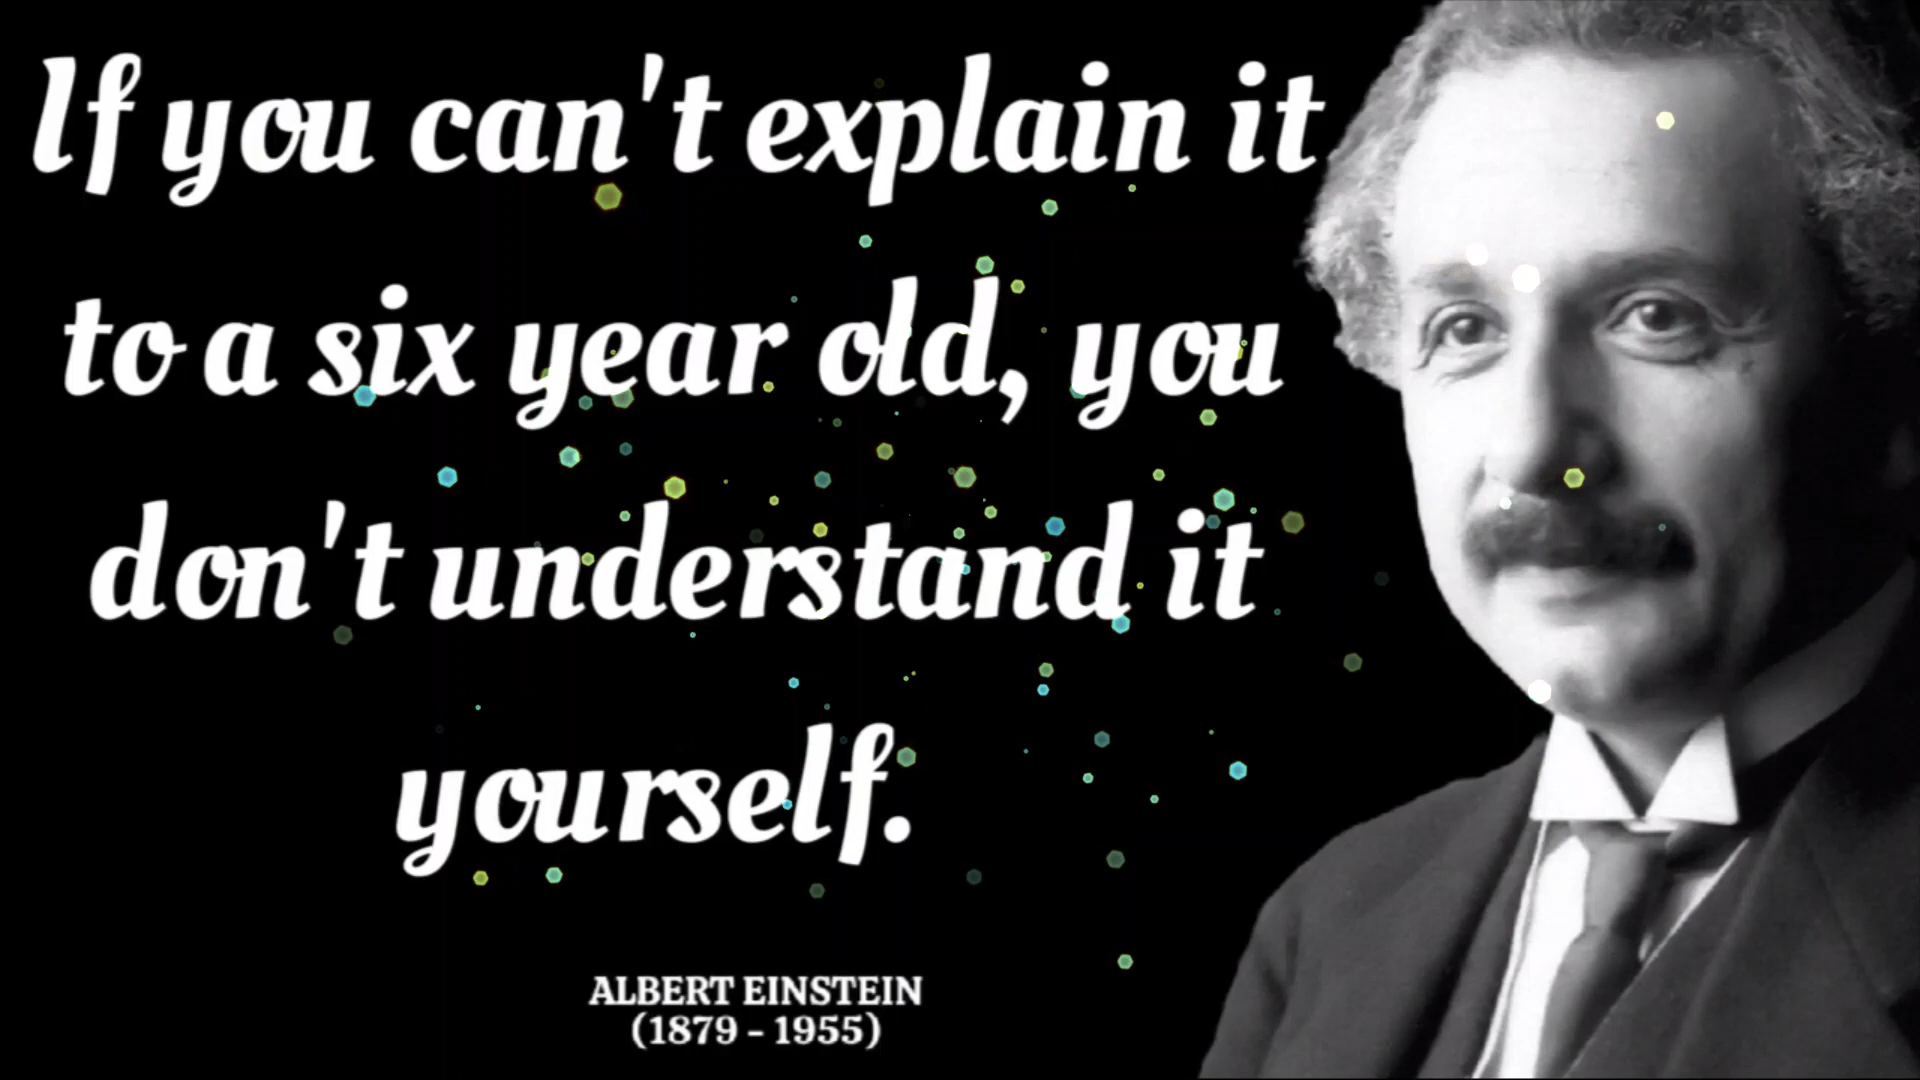 If you can't explain it
to a six year old, you
don't understand it
yourself.
ALBERT EINSTEIN
(1879 - 1955)